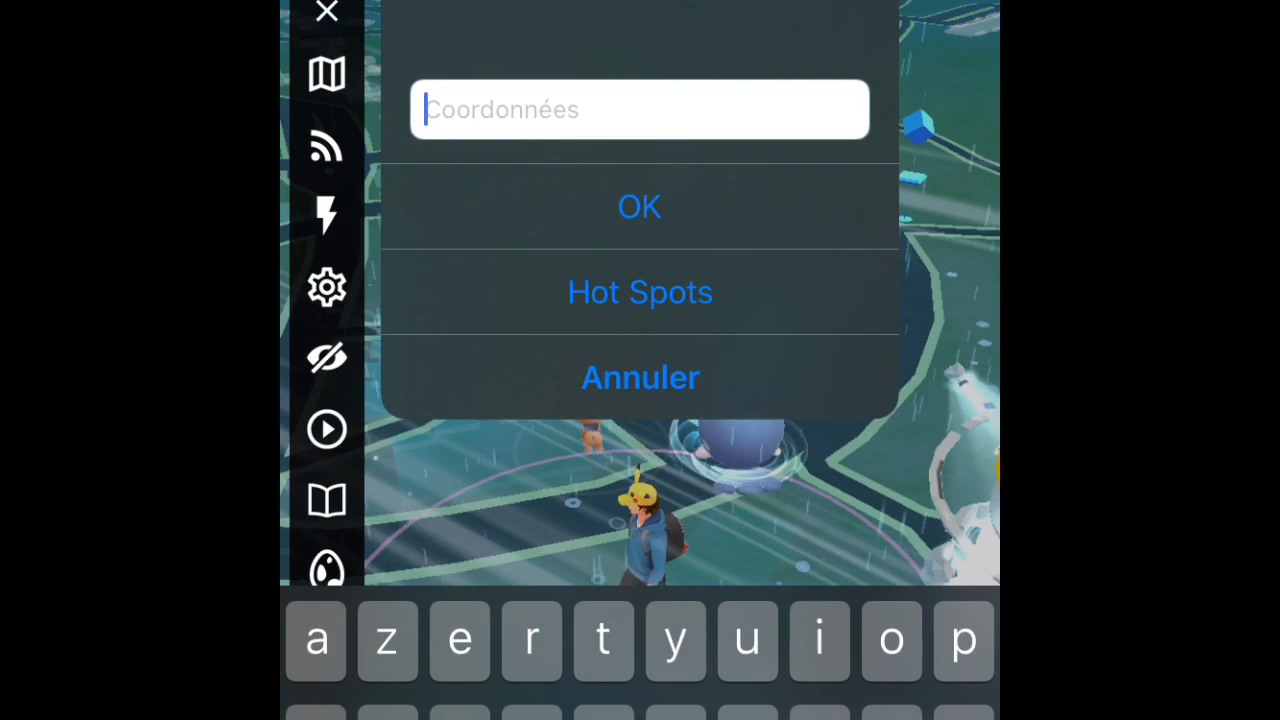 Coordonnées
OK
Hot Spots
Annuler
a z e r t y u i o p